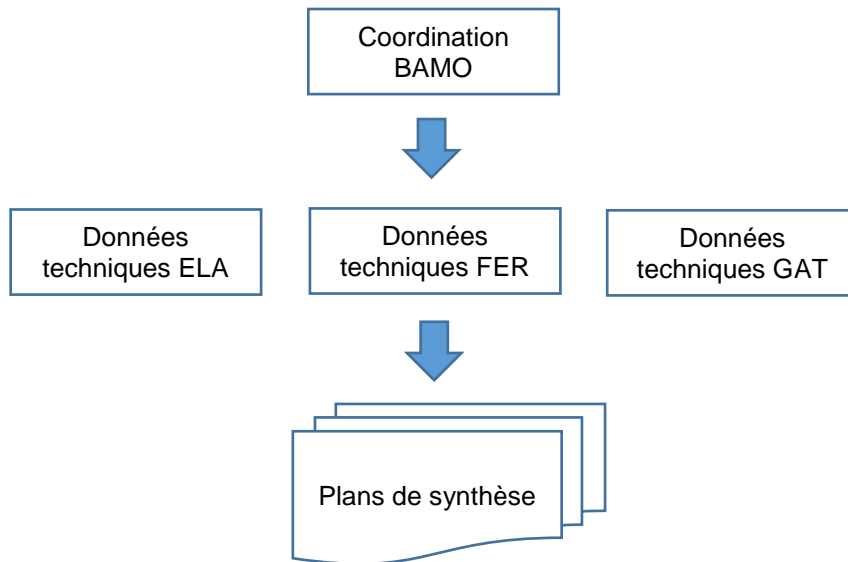 Coordination
BAMO
Données
techniques ELA
Données
techniques FER
Données
techniques GAT
Plans de synthèse